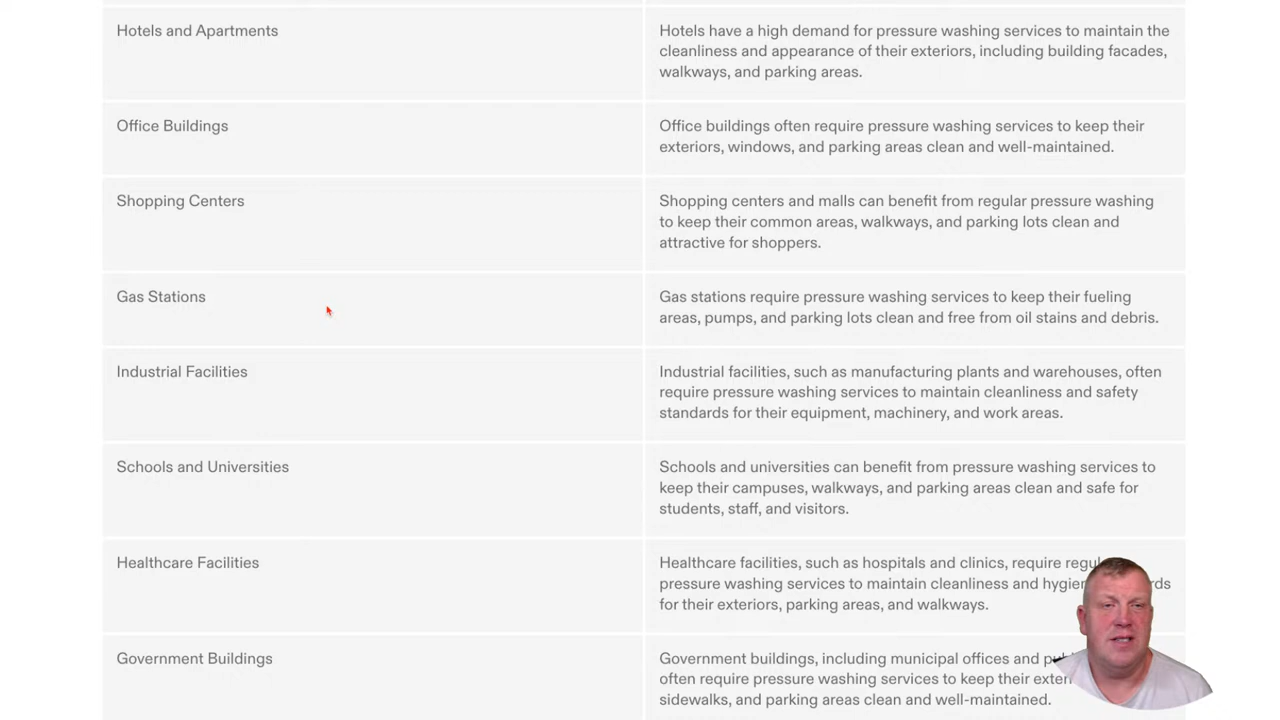 Hotels and Apartments
Hotels have a high demand for pressure washing services to maintain the
cleanliness and appearance of their exteriors, including building facades,
walkways, and parking areas.
Office Buildings
Office buildings often require pressure washing services to keep their
exteriors, windows, and parking areas clean and well-maintained.
Shopping Centers
Shopping centers and malls can benefit from regular pressure washing
to keep their common areas, walkways, and parking lots clean and
attractive for shoppers.
Gas Stations
Gas stations require pressure washing services to keep their fueling
areas, pumps, and parking lots clean and free from oil stains and debris.
Industrial Facilities
Industrial facilities, such as manufacturing plants and warehouses, often
require pressure washing services to maintain cleanliness and safety
standards for their equipment, machinery, and work areas.
Schools and Universities
Schools and universities can benefit from pressure washing services to
keep their campuses, walkways, and parking areas clean and safe for
students, staff, and visitors.
Healthcare Facilities
Healthcare facilities, such as hospitals and clinics, require
pressure washing services to maintain cleanliness and
for their exteriors, parking areas, and walkways.
Government Buildings
Government buildings, including municipal offices and
often require pressure washing services to keep their
sidewalks, and parking areas clean and well-maintained.